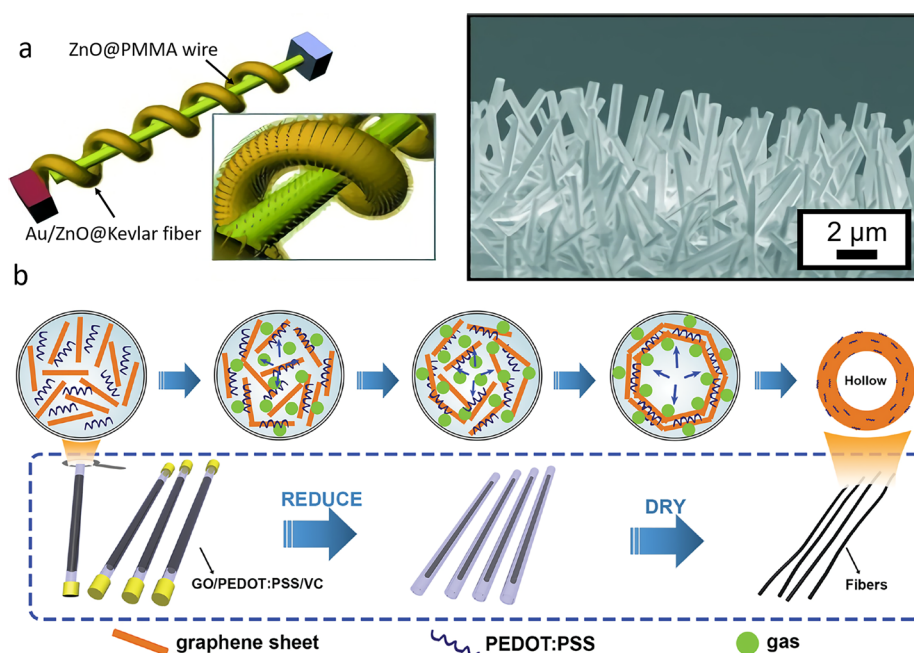 a
ZnO@PMMA wire
Au/ZnO@Kevlar fiber
2 μm
b
Hollow
REDUCE
DRY
GO/PEDOT:PSS/VC
Fibers
graphene sheet
PEDOT:PSS
gas